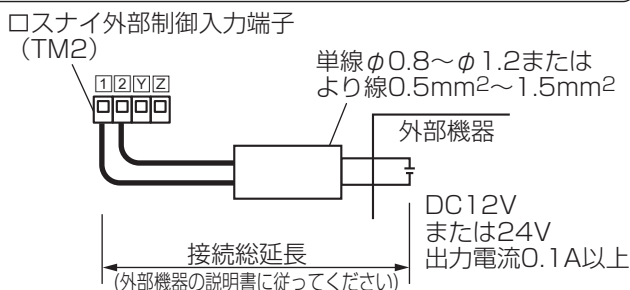 ロスナイ外部制御入力端子
（TM2）
1 2 Y Z
単線φ0.8～φ1.2または
より線0.5mm²～1.5mm²
外部機器
DC12V
または24V
出力電流0.1A以上
接続総延長
(外部機器の説明書に従ってください)